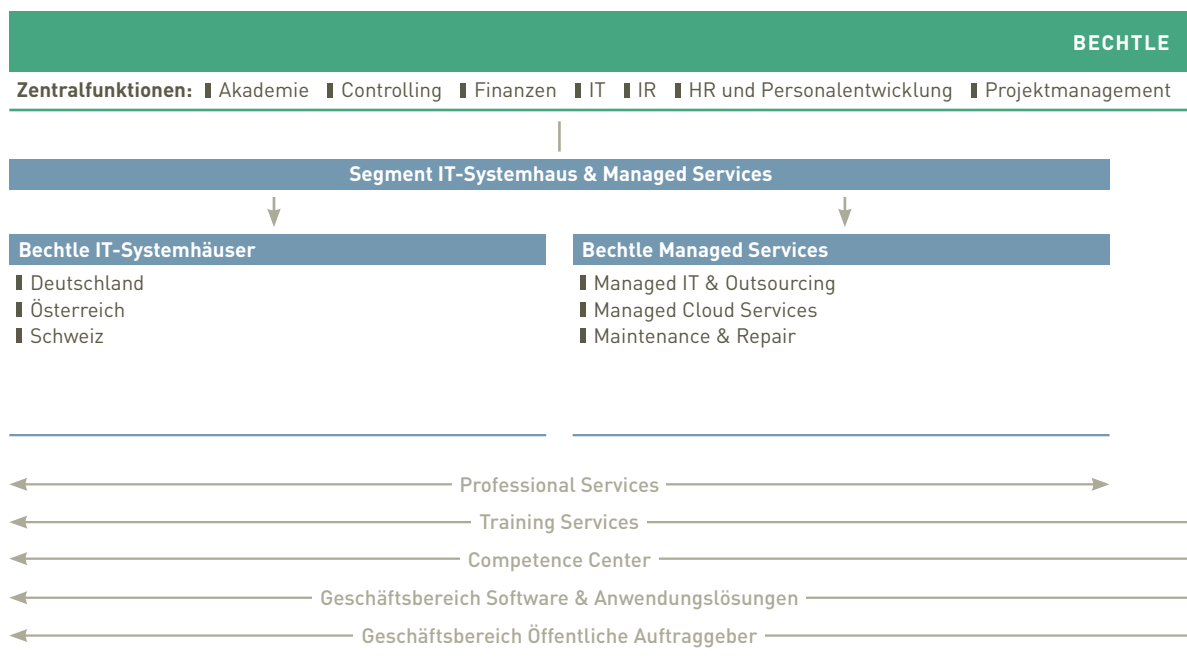 BECHTLE
Zentralfunktionen: Akademie Controlling Finanzen IT IR HR und Personalentwicklung Projektmanagement
Segment IT-Systemhaus & Managed Services
Bechtle IT-Systemhäuser
Deutschland
Österreich
Schweiz
Bechtle Managed Services
Managed IT & Outsourcing
Managed Cloud Services
Maintenance & Repair
Professional Services
Training Services
Competence Center
Geschäftsbereich Software & Anwendungslösungen
Geschäftsbereich Öffentliche Auftraggeber